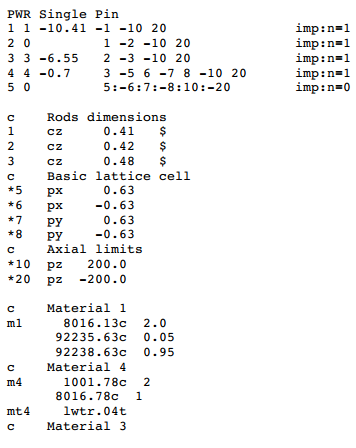 PWR Single Pin
1 1 -10.41 -1 -10 20 imp:n=1
2 0 1 -2 -10 20 imp:n=1
3 3 -6.55 2 -3 -10 20 imp:n=1
4 4 -0.7 3 -5 6 -7 8 -10 20 imp:n=1
5 0 5:-6:7:-8:10:-20 imp:n=0
c Rods dimensions
1 cz 0.41 $
2 cz 0.42 $
3 cz 0.48 $
c Basic lattice cell
*5 px 0.63
*6 px -0.63
*7 py 0.63
*8 py -0.63
c Axial limits
*10 pz 200.0
*20 pz -200.0
c Material 1
m1 8016.13c 2.0
92235.63c 0.05
92238.63c 0.95
c Material 4
m4 1001.78c 2
8016.78c 1
mt4 lwtr.04t
c Material 3